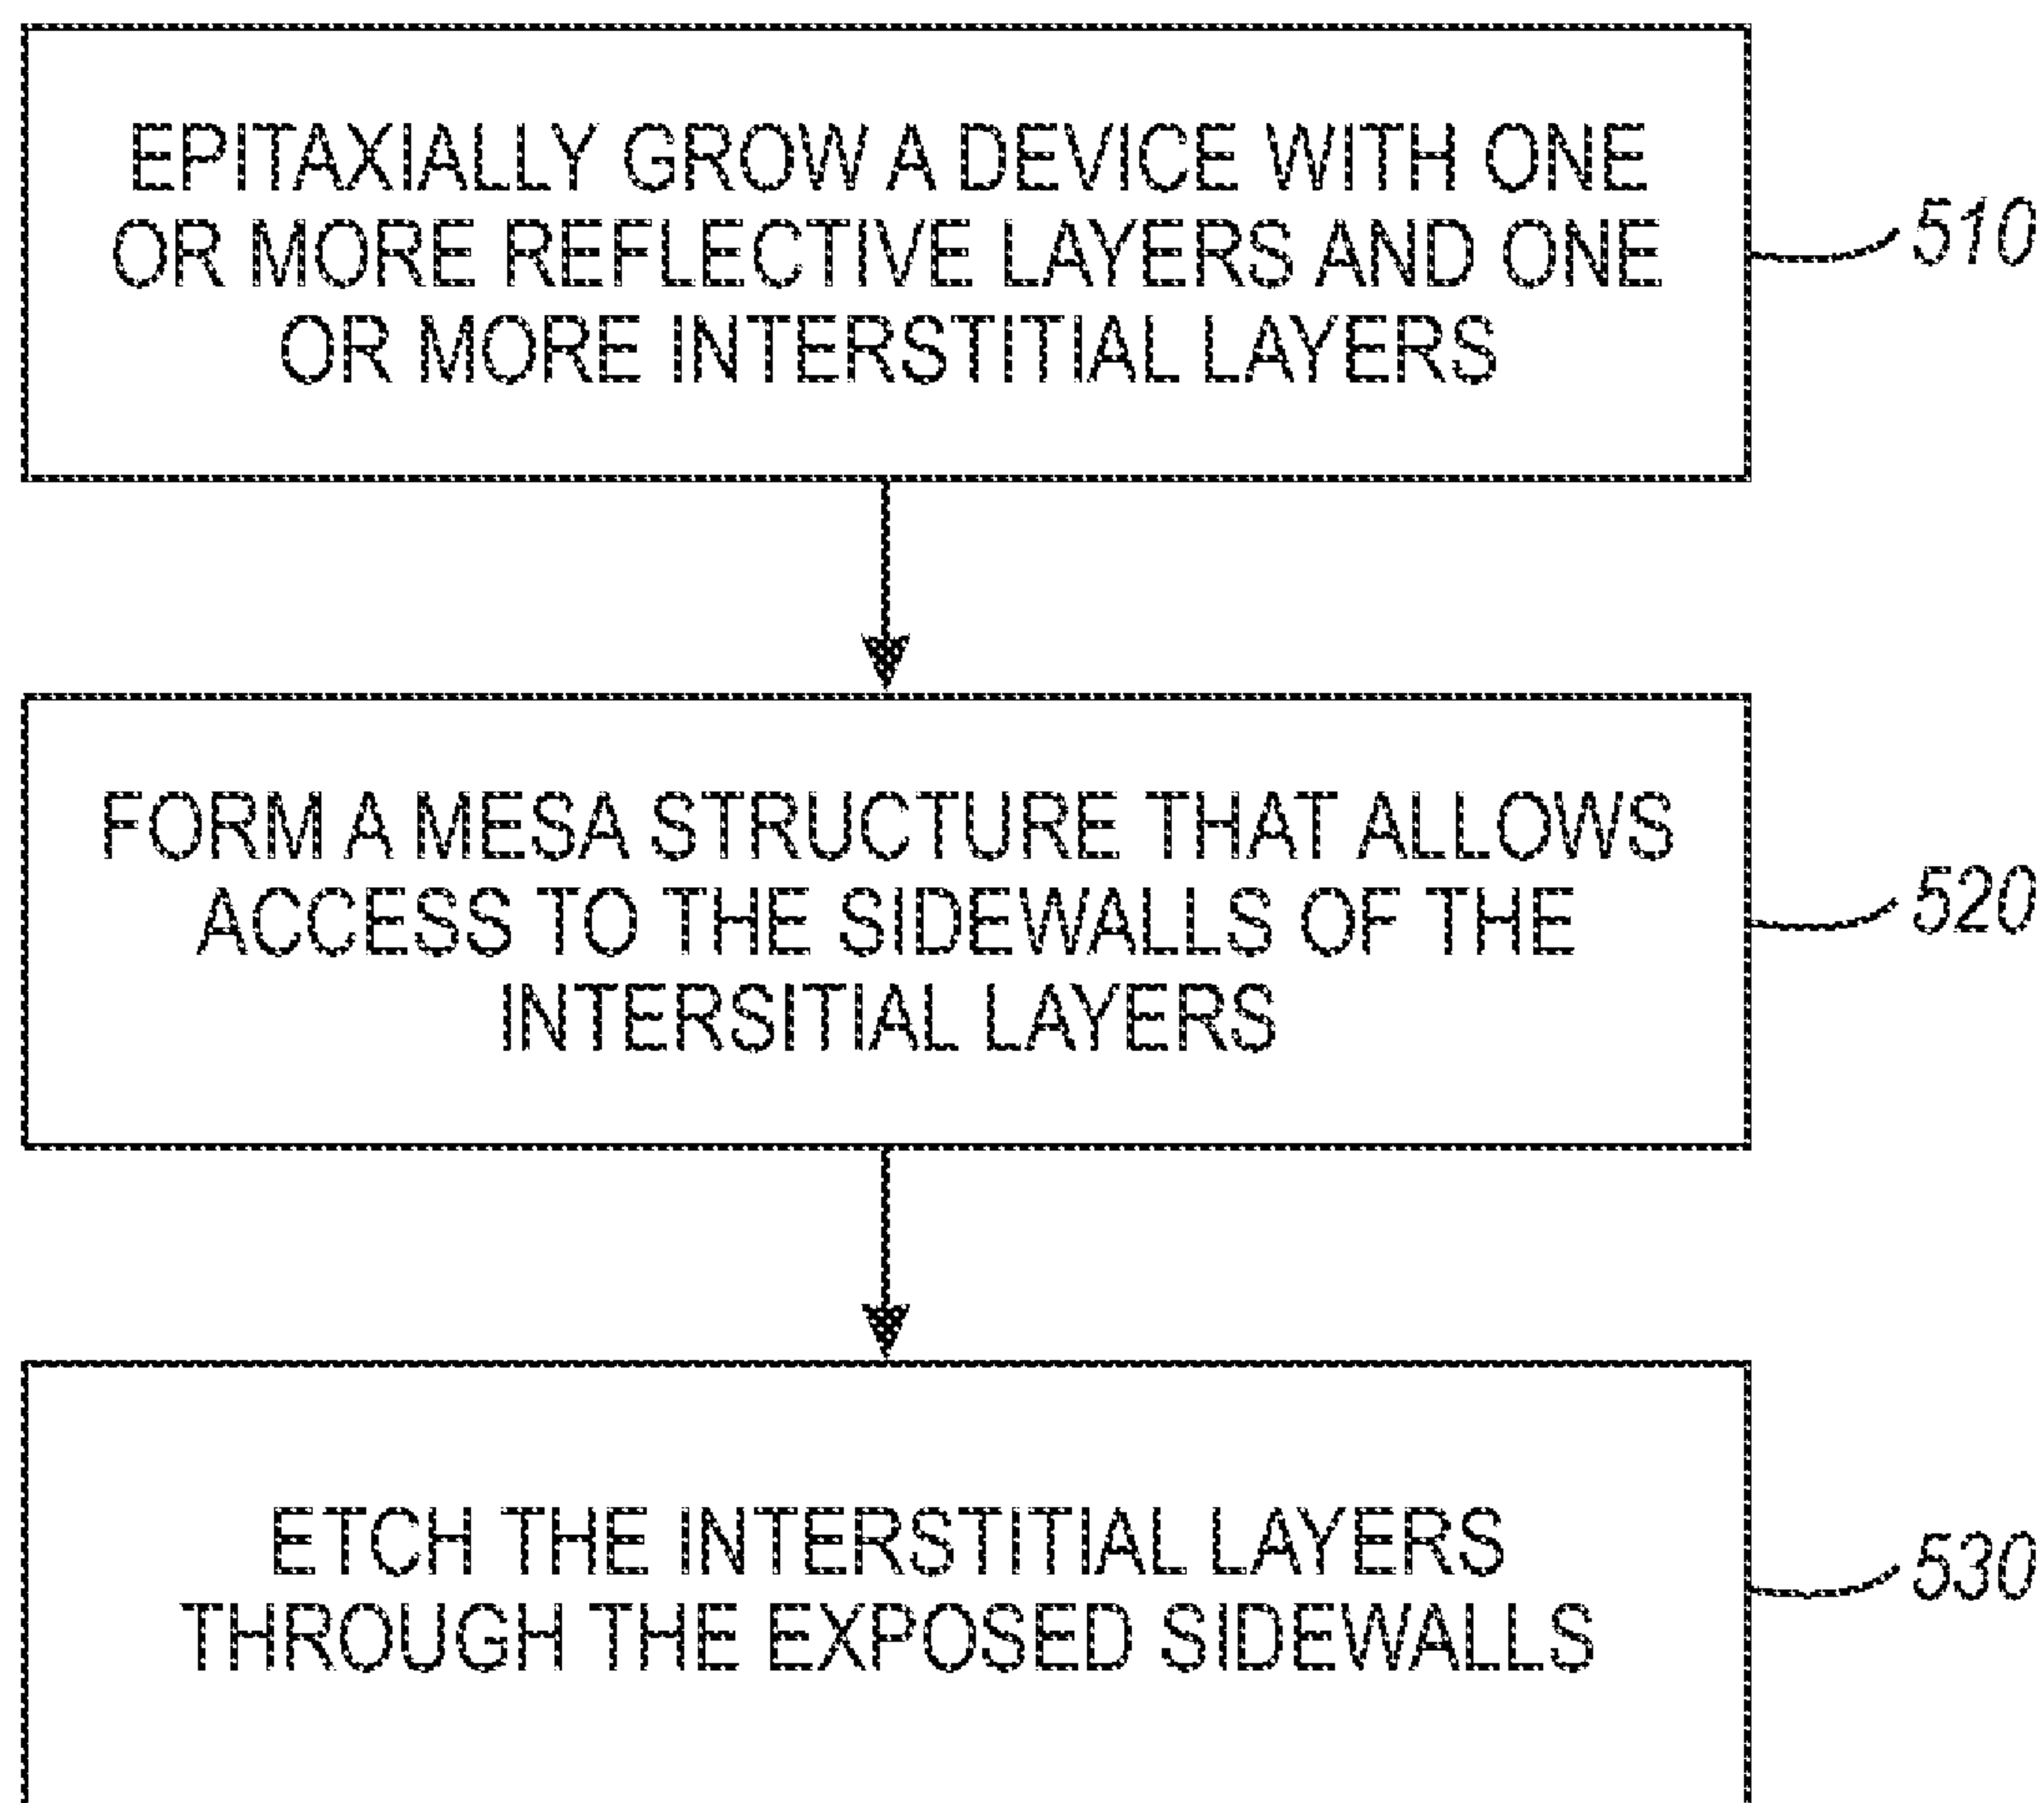 EPITAXIALLY GROW A DEVICE WITH ONE
OR MORE REFLECTIVE LAYERS AND ONE
OR MORE INTERSTITIAL LAYERS
510
FORM A MESA STRUCTURE THAT ALLOWS
ACCESS TO THE SIDEWALLS OF THE
INTERSITIAL LAYERS
520
ETCH THE INTERSTITIAL LAYERS
THROUGH THE EXPOSED SIDEWALLS
530